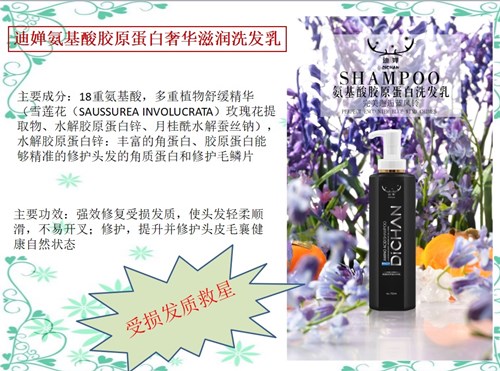 迪婵氨基酸胶原蛋白奢华滋润洗发乳
主要成分：18重氨基酸，多重植物舒缓精华
（雪莲花（SAUSSUREA INVOLUCRATA）玫瑰花提
取物、水解胶原蛋白锌、月桂酰水解蚕丝钠），
水解胶原蛋白锌：丰富的角蛋白、胶原蛋白能
够精准的修护头发的角质蛋白和修护毛鳞片
主要功效：强效修复受损发质，使头发轻柔顺
滑，不易开叉；修护，提升并修护头皮毛囊健
康自然状态
受损发质救星
迪婵
DICHAN
SHAMPOO
氨基酸胶原蛋白洗发乳
DICHAN